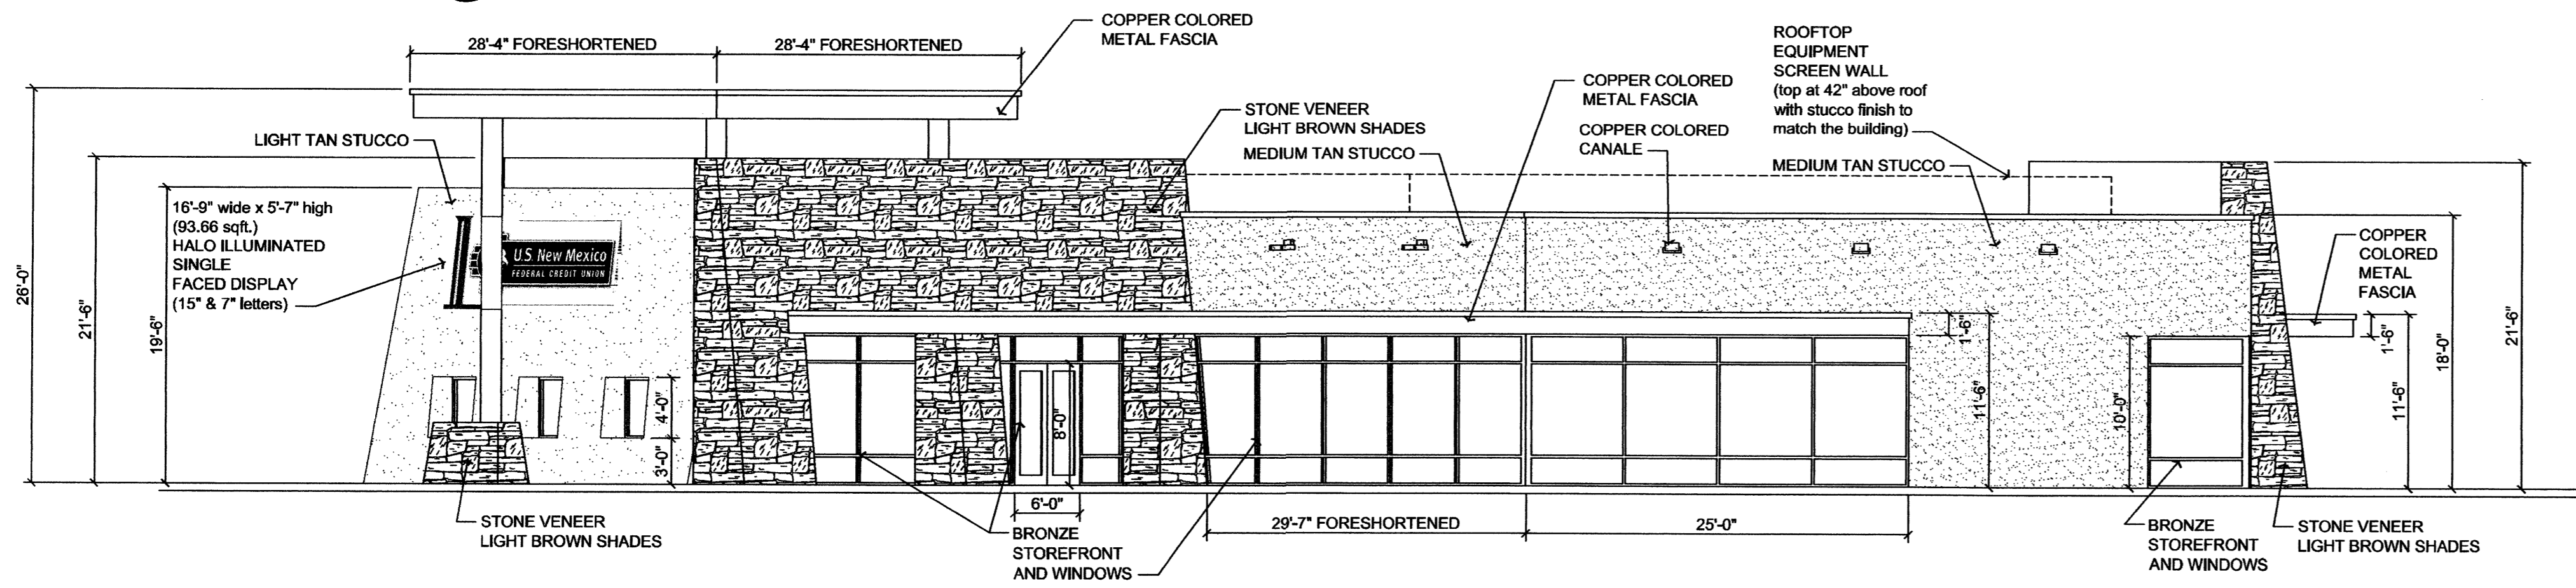 28'-4" FORESHORTENED
28'-4" FORESHORTENED
COPPER COLORED
METAL FASCIA
ROOFTOP
EQUIPMENT
SCREEN WALL
(top at 42" above roof
with stucco finish to
match the building)
COPPER COLORED
METAL FASCIA
STONE VENEER
LIGHT BROWN SHADES
MEDIUM TAN STUCCO
COPPER COLORED
CANALE
MEDIUM TAN STUCCO
LIGHT TAN STUCCO
16'-9" wide x 5'-7" high
(93.66 sqft.)
HALO ILLUMINATED
SINGLE
FACED DISPLAY
(15" & 7" letters)
U.S. New Mexico
FEDERAL CREDIT UNION
26'-0"
21'-6"
19'-6"
4'-0"
3'-0"
8'-0"
1'-6"
11'-6"
10'-0"
COPPER
COLORED
METAL
FASCIA
1'-6"
11'-6"
18'-0"
21'-6"
6'-0"
29'-7" FORESHORTENED
25'-0"
STONE VENEER
LIGHT BROWN SHADES
BRONZE
STOREFRONT
AND WINDOWS
BRONZE
STOREFRONT
AND WINDOWS
STONE VENEER
LIGHT BROWN SHADES